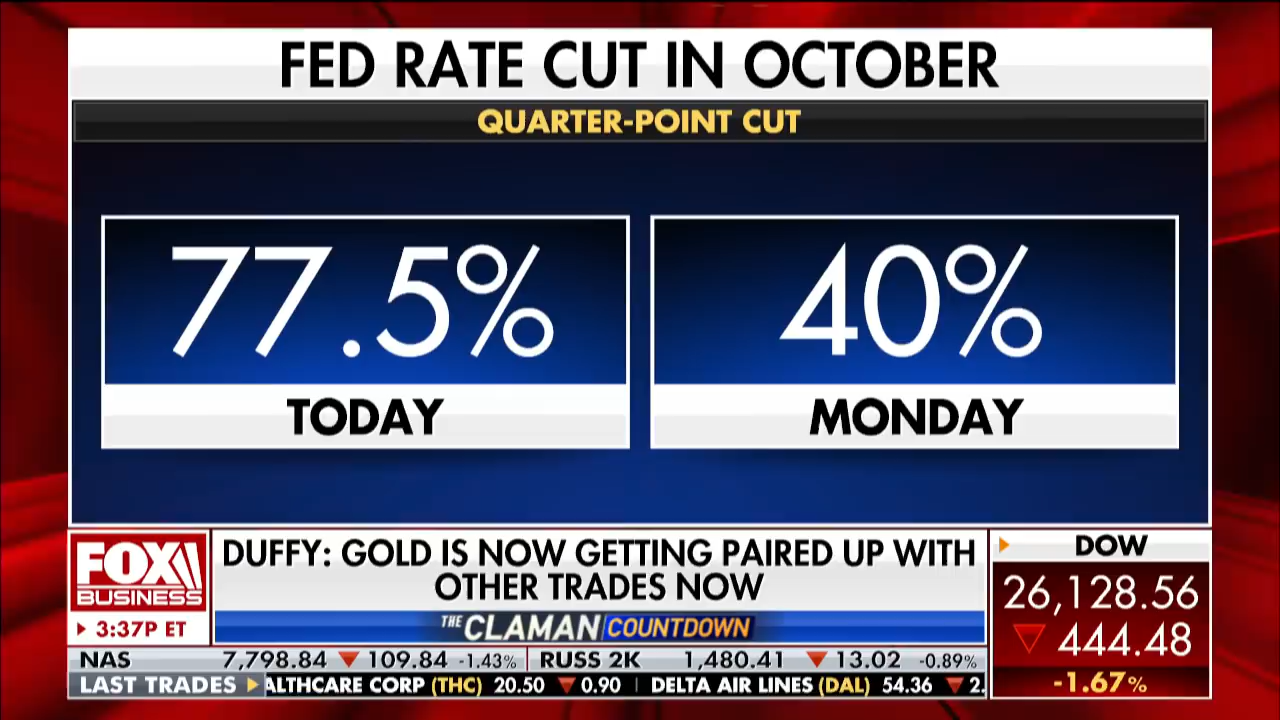 FED RATE CUT IN OCTOBER
QUARTER-POINT CUT
77.5%
TODAY
40%
MONDAY
FOX
BUSINESS
3:37P ET
DUFFY: GOLD IS NOW GETTING PAIRED UP WITH
OTHER TRADES NOW
THE CLAMAN COUNTDOWN
DOW
26,128.56
444.48
-1.67%
NAS 7,798.84 109.84 -1.43% RUSS 2K 1,480.41 13.02 -0.89%
LAST TRADES ALTHCARE CORP (THC) 20.50 0.90 DELTA AIR LINES (DAL) 54.36 2.